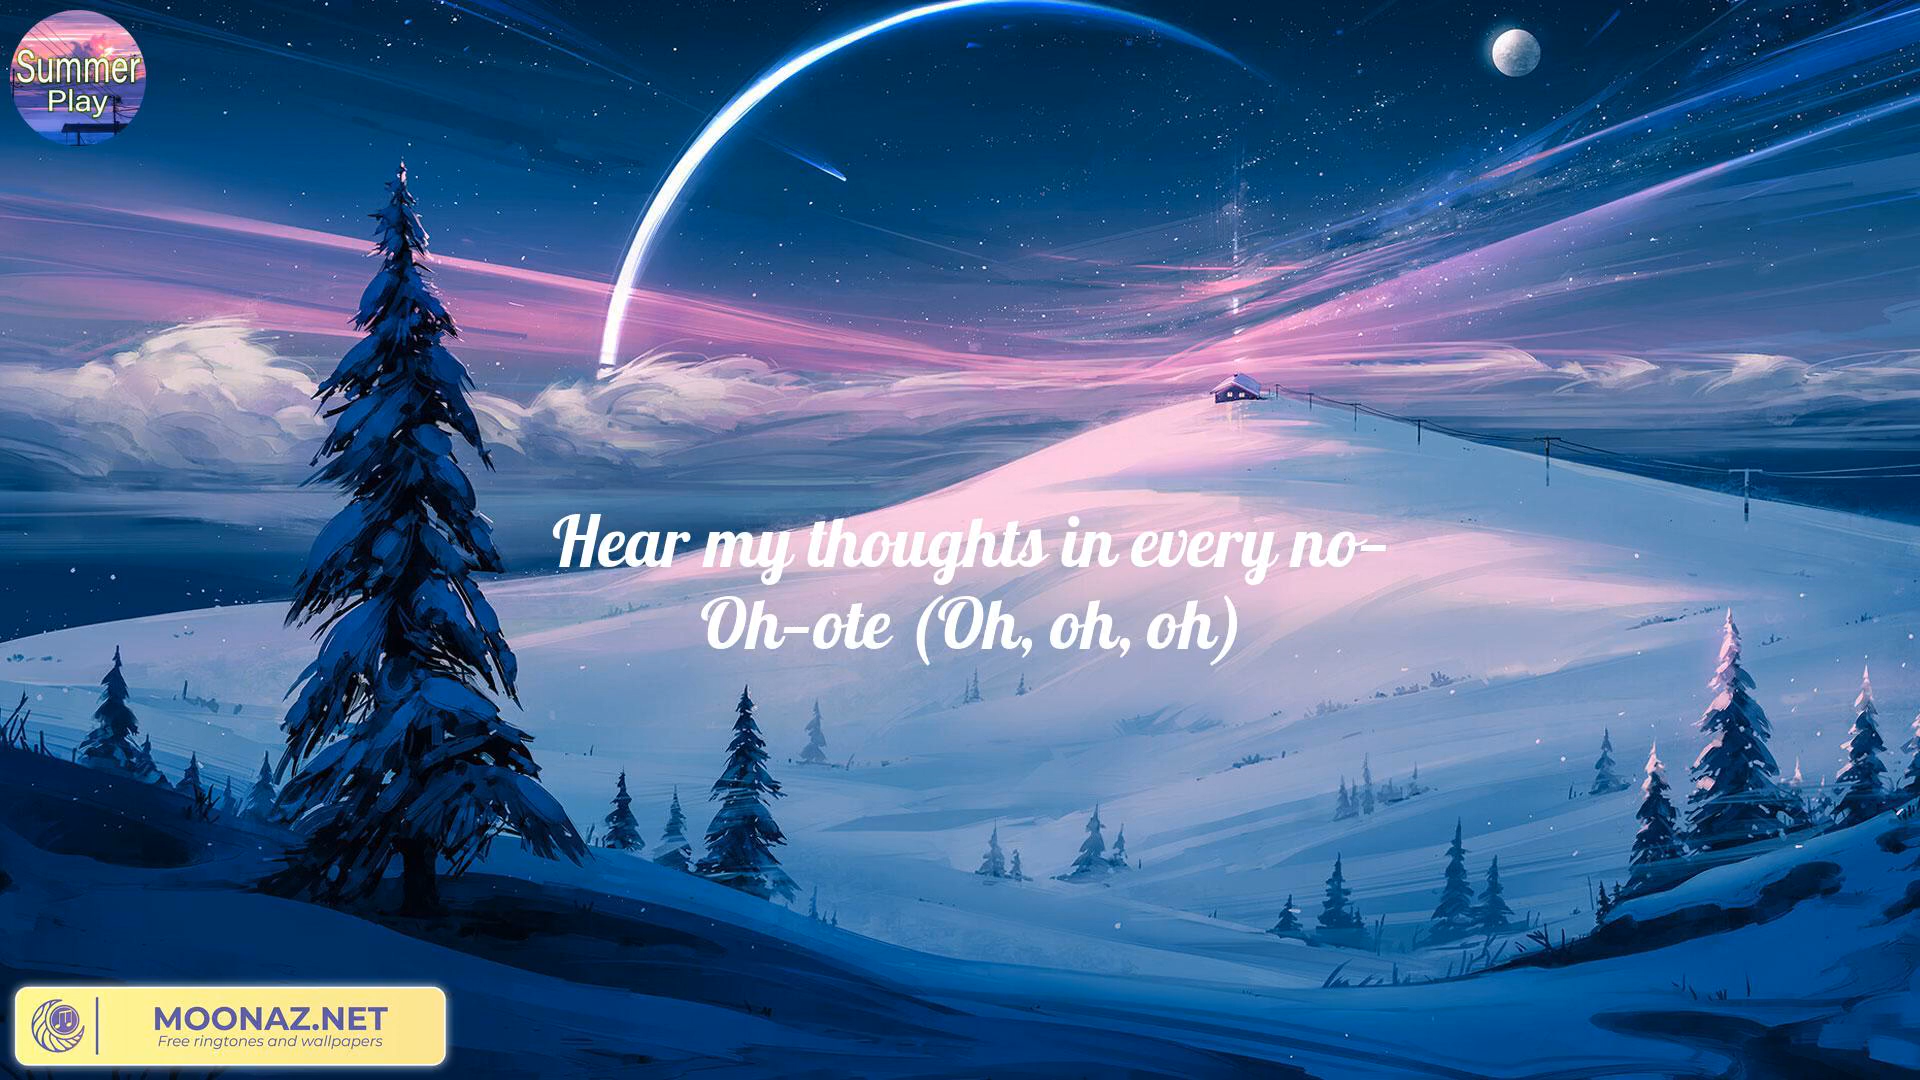 Summer
Play
Hear my thoughts in every no-
Oh-ote (Oh, oh, oh)
MOONAZ.NET
Free ringtones and wallpapers